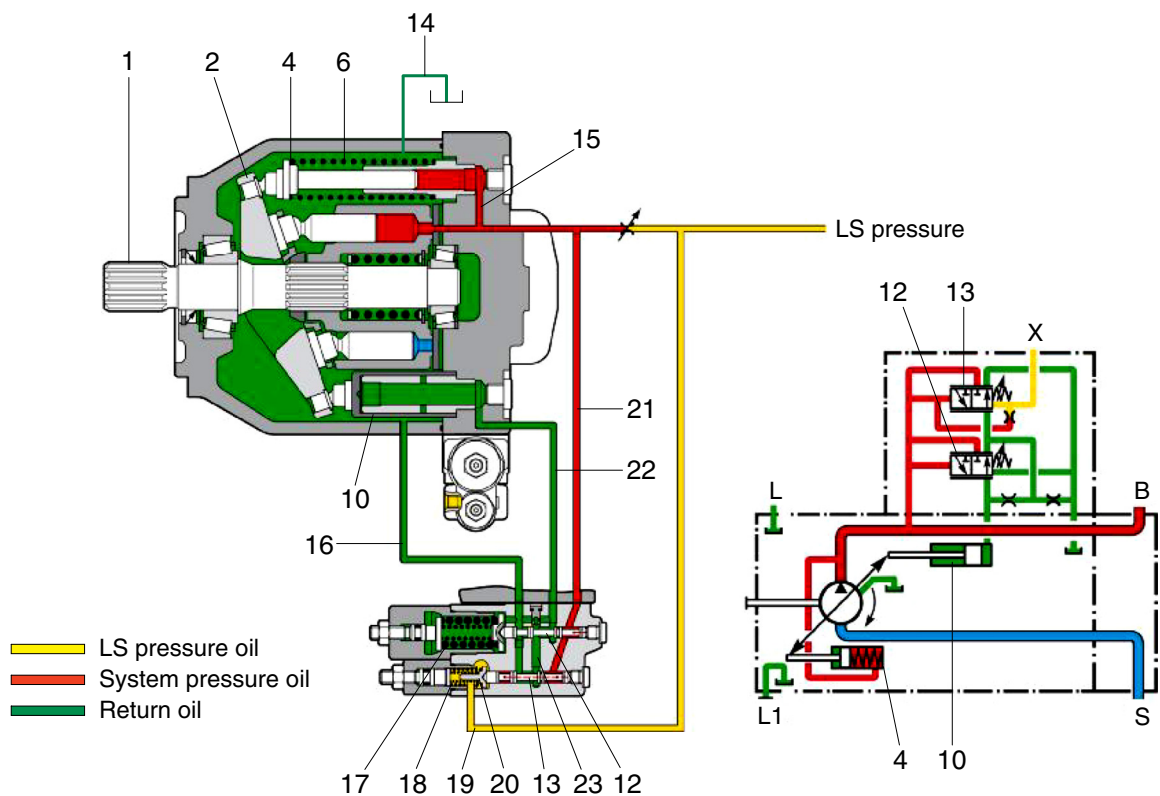 14
1 2 4 6
15
LS pressure
12 13
X
21
22
10
L
B
16
10
LS pressure oil
System pressure oil
Return oil
L1
S
17 18 19 20 13 23 12
4 10